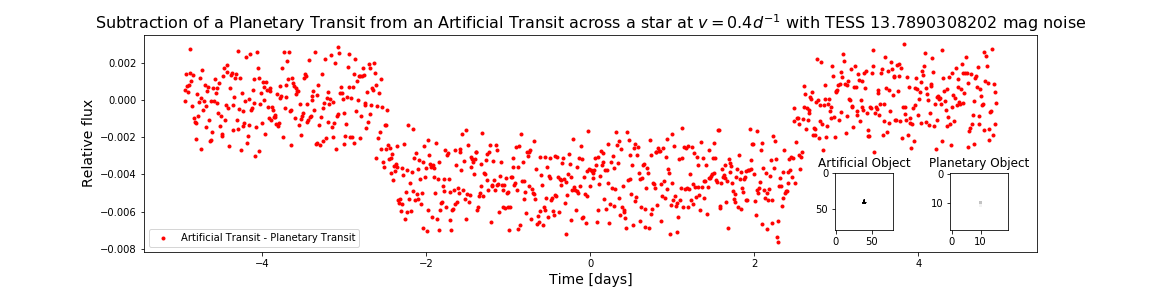 Subtraction of a Planetary Transit from an Artificial Transit across a star at v = 0.4d⁻¹ with TESS 13.7890308202 mag noise
0.002
0.000
−0.002
−0.004
−0.006
−0.008
Relative flux
Artificial Transit - Planetary Transit
Artificial Object
0
50
0 50
Planetary Object
0
10
0 10
−4 −2 0 2 4
Time [days]